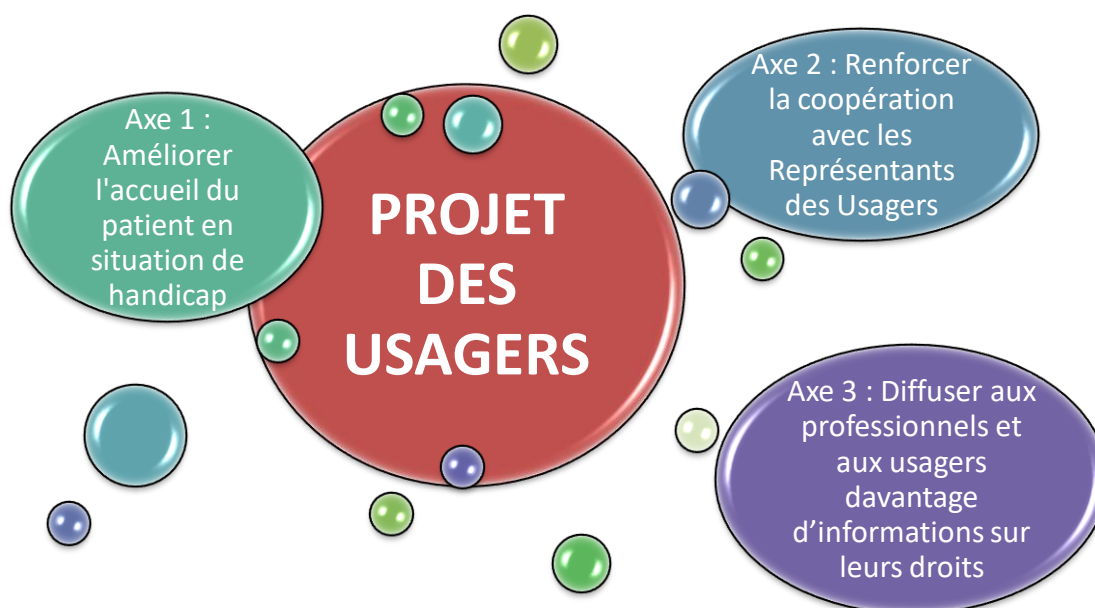 Axe 1 :
Améliorer
l'accueil du
patient en
situation de
handicap
PROJET
DES
USAGERS
Axe 2 : Renforcer
la coopération
avec les
Représentants
des Usagers
Axe 3 : Diffuser aux
professionnels et
aux usagers
davantage
d’informations sur
leurs droits